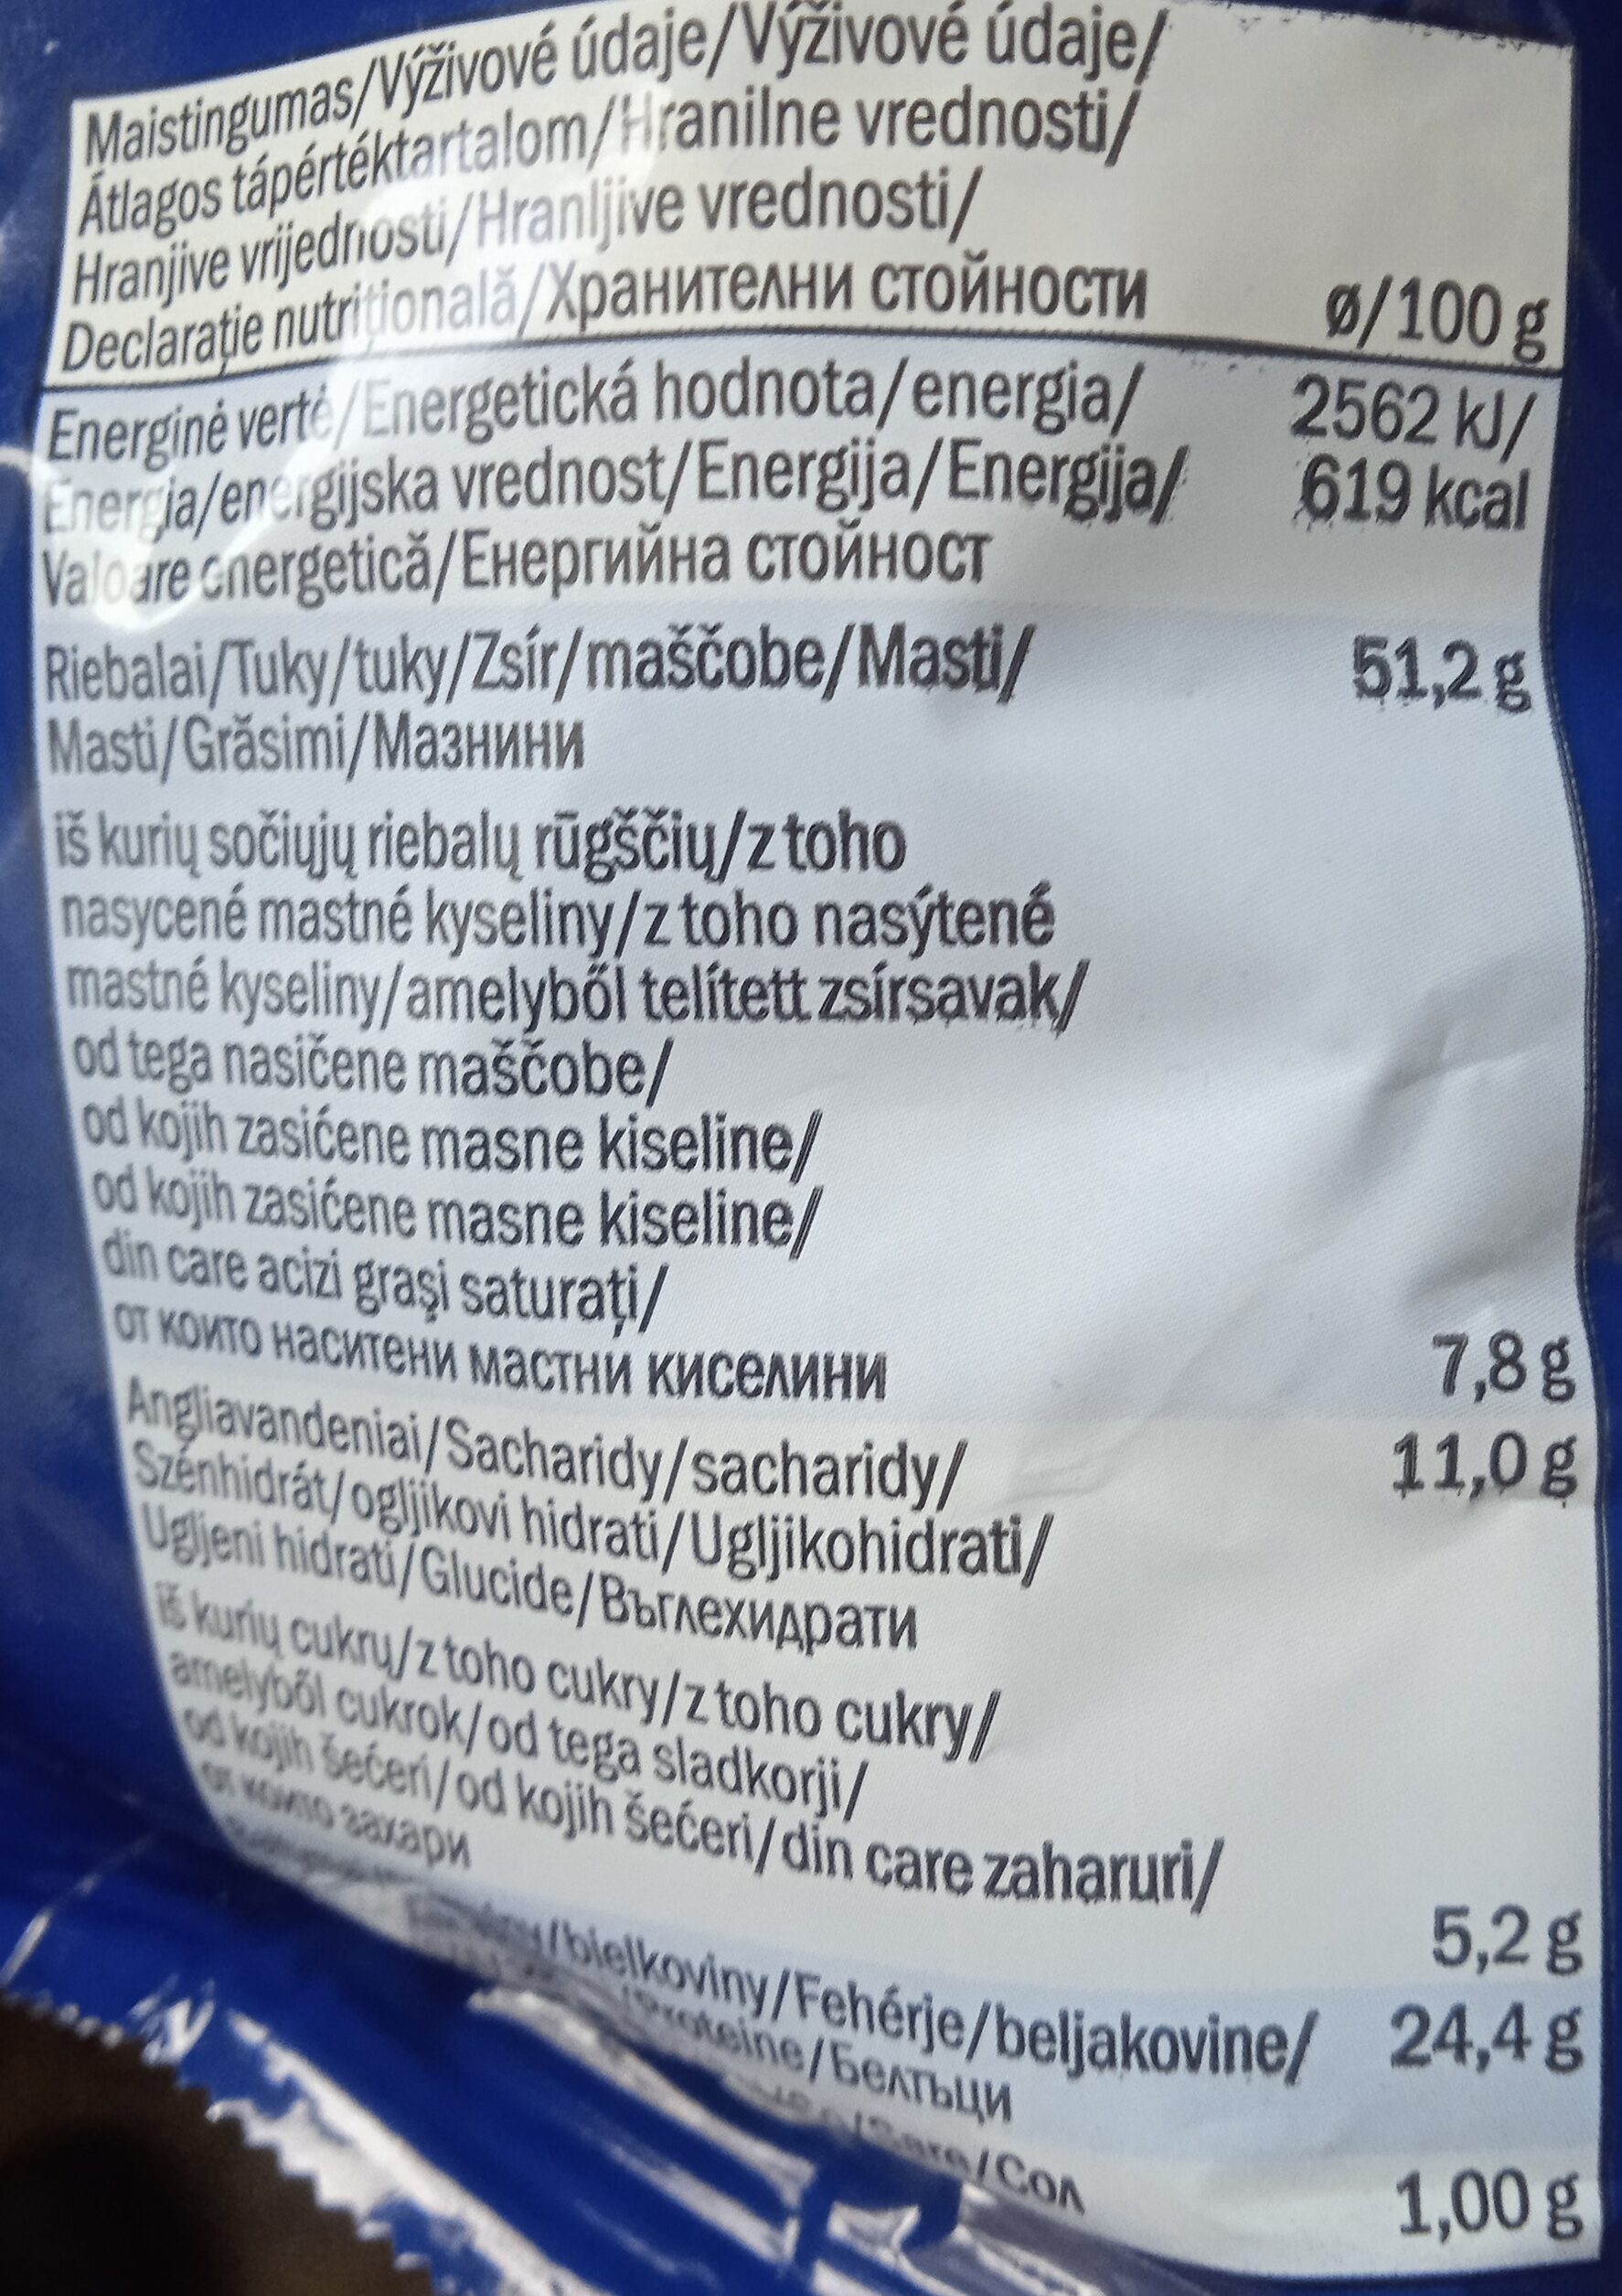 Maistingumas/Výživové údaje/Výživové údaje/
Átlagos tápértéktartalom/Hranilne vrednosti/
Hranjive vrijednosti/Hranljive vrednosti/
Declarație nutrițională/Хранителни стойности ø/100 g
Energinė vertė/Energetická hodnota/energia/ 2562 kJ/
Energia/energijska vrednost/Energija/Energija/ 619 kcal
Valoare energetică/Енергийна стойност
Riebalai/Tuky/tuky/Zsír/maščobe/Masti/ 51,2 g
Masti/Grăsimi/Мазнини
iš kurių sočiųjų riebalų rūgščių/z toho
nasycené mastné kyseliny/z toho nasýtené
mastné kyseliny/amelyből telített zsírsavak/
od tega nasičene maščobe/
od kojih zasićene masne kiseline/
od kojih zasićene masne kiseline/
din care acizi grași saturați/
от които наситени мастни киселини 7,8 g
Angliavandeniai/Sacharidy/sacharidy/ 11,0 g
Szénhidrát/ogljikovi hidrati/Ugljikohidrati/
Ugljeni hidrati/Glucide/Въглехидрати
iš kurių cukrų/z toho cukry/z toho cukry/
amelyből cukrok/od tega sladkorji/
od kojih šećeri/od kojih šećeri/din care zaharuri/
от които захари 5,2 g
/bielkoviny/Fehérje/beljakovine/ 24,4 g
Proteine/Белтъци
/Sare/Сол 1,00 g